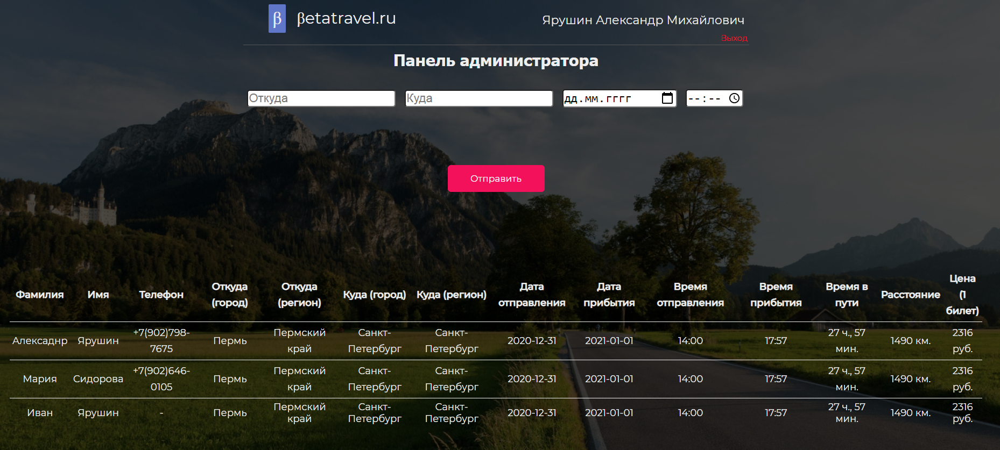 β βetatravel.ru
Ярушин Александр Михайлович
Выход
Панель администратора
Откуда Куда дд.мм.гггг --:--
Отправить
Фамилия Имя Телефон Откуда (город) Откуда (регион) Куда (город) Куда (регион) Дата отправления Дата прибытия Время отправления Время прибытия Время в пути Расстояние Цена (1 билет)
Алексаднр Ярушин +7(902)798-7675 Пермь Пермский край Санкт-Петербург Санкт-Петербург 2020-12-31 2021-01-01 14:00 17:57 27 ч., 57 мин. 1490 км. 2316 руб.
Мария Сидорова +7(902)646-0105 Пермь Пермский край Санкт-Петербург Санкт-Петербург 2020-12-31 2021-01-01 14:00 17:57 27 ч., 57 мин. 1490 км. 2316 руб.
Иван Ярушин - Пермь Пермский край Санкт-Петербург Санкт-Петербург 2020-12-31 2021-01-01 14:00 17:57 27 ч., 57 мин. 1490 км. 2316 руб.